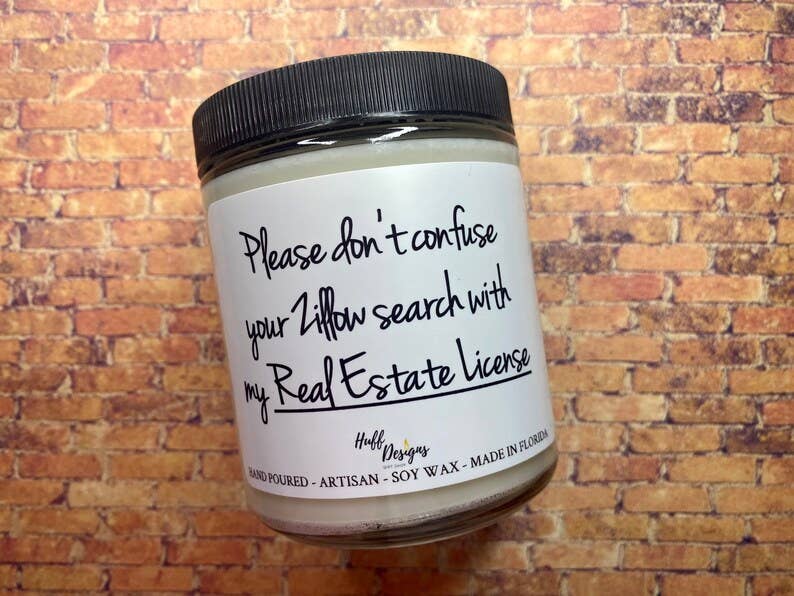 Please don't confuse
your Zillow search with
my Real Estate License
Huff
Designs
HAND POURED - ARTISAN - SOY WAX - MADE IN FLORIDA